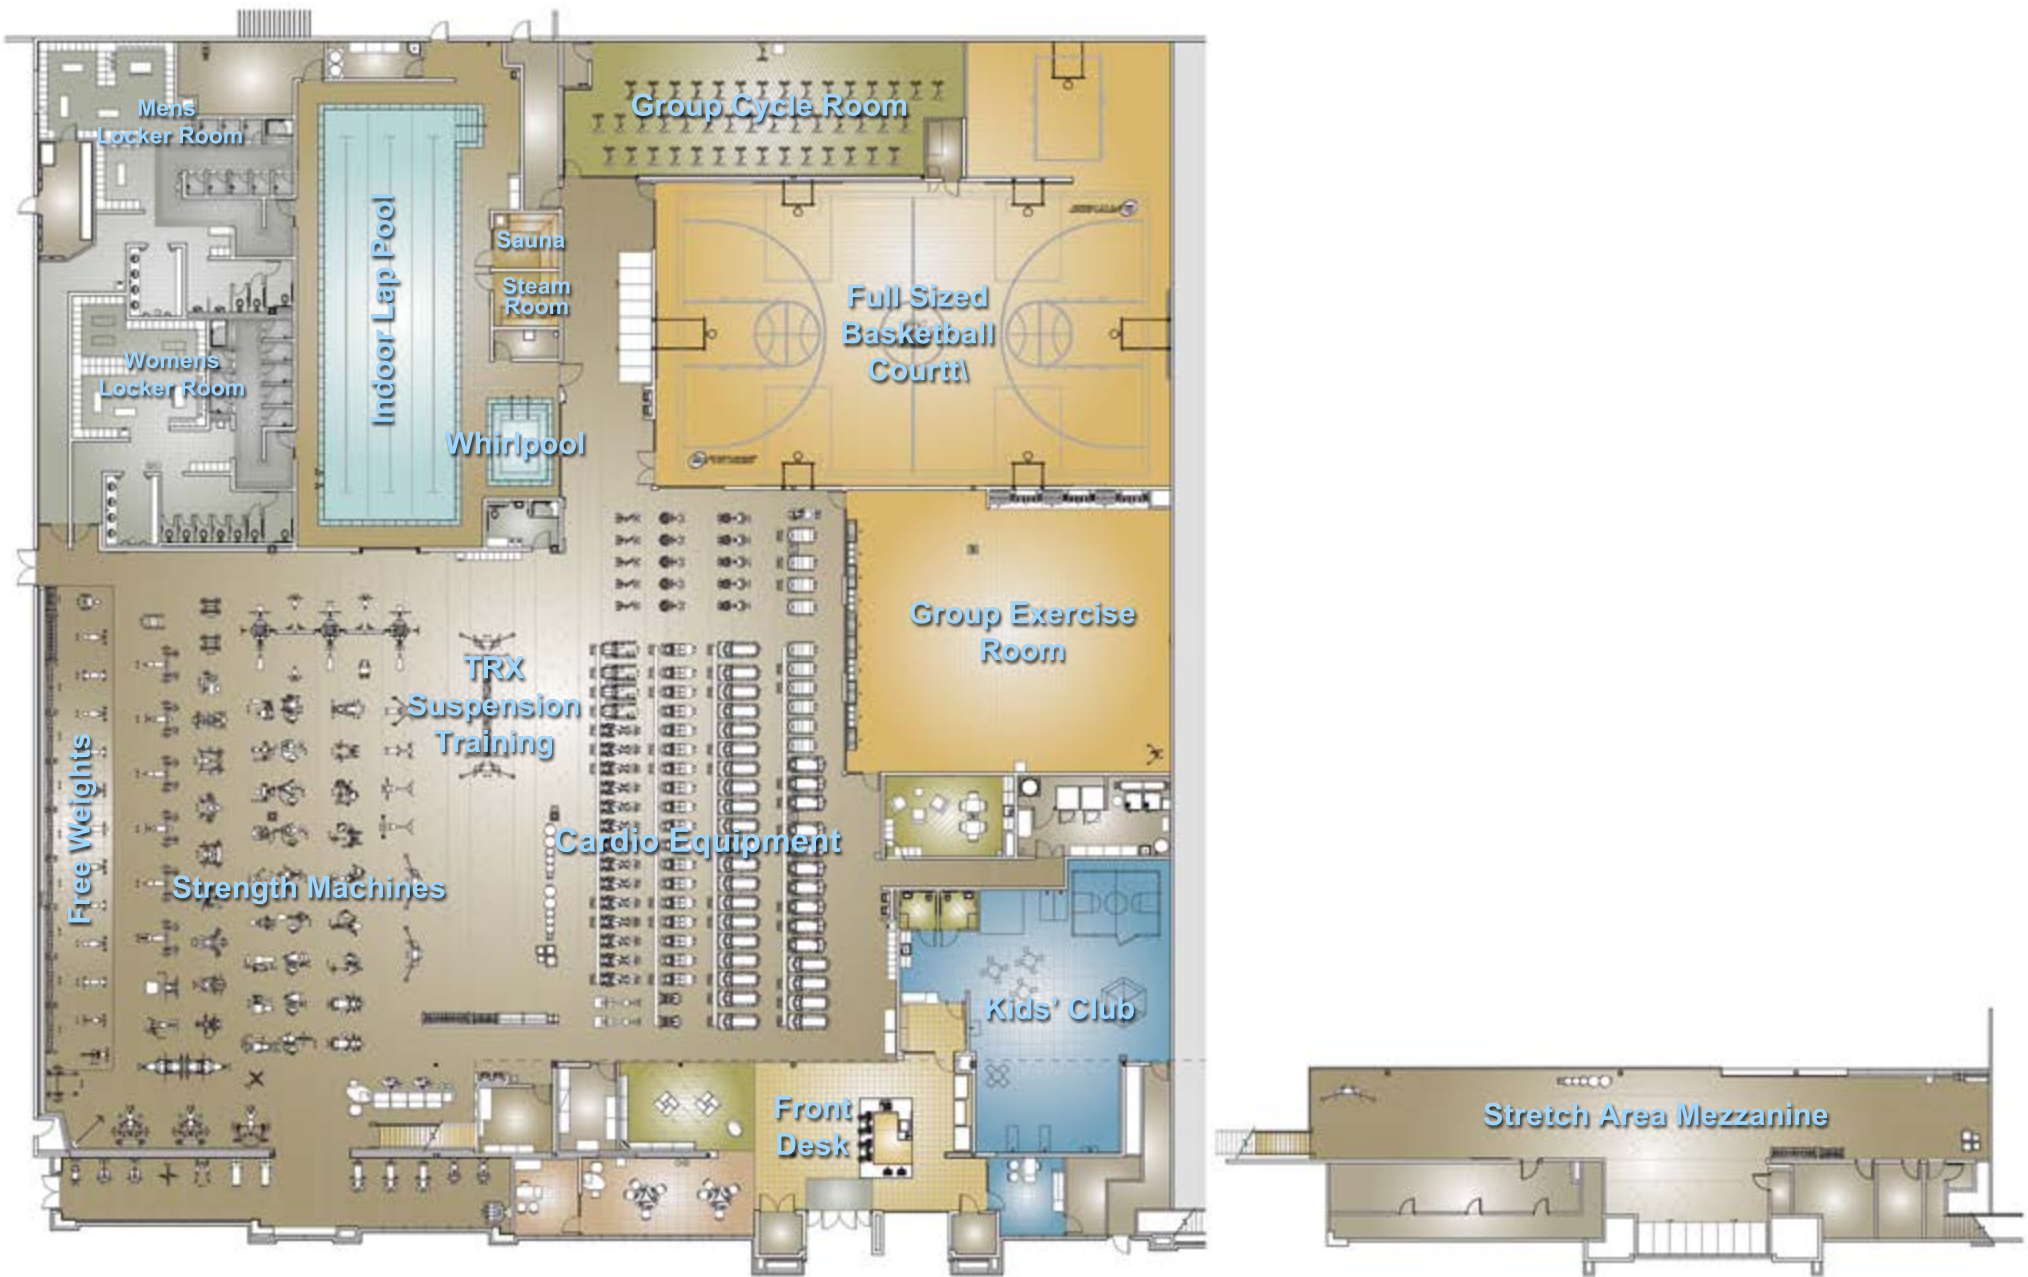 Mens
Locker Room
Group Cycle Room
Indoor Lap Pool
Sauna
Steam
Room
Full Sized
Basketball
Courtt\
Womens
Locker Room
Whirlpool
Group Exercise
Room
TRX
Suspension
Training
Free Weights
Cardio Equipment
Strength Machines
Kids' Club
Front
Desk
Stretch Area Mezzanine